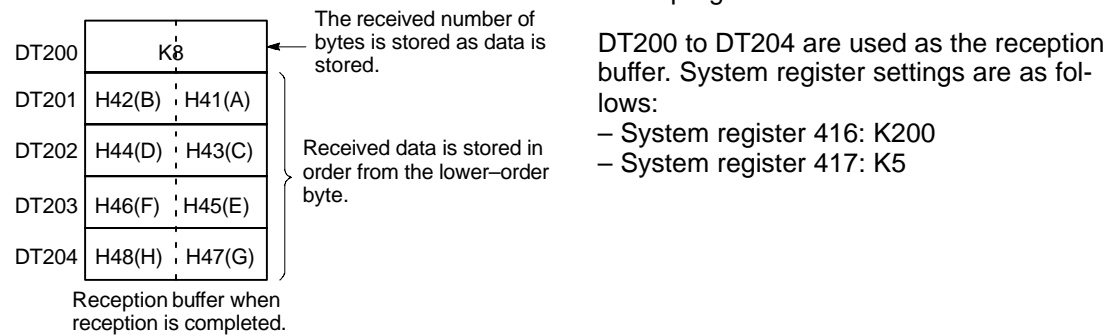 The received number of
bytes is stored as data is
stored.
DT200 K8
DT201 H42(B) H41(A)
DT202 H44(D) H43(C)
DT203 H46(F) H45(E)
DT204 H48(H) H47(G)
Received data is stored in
order from the lower–order
byte.
Reception buffer when
reception is completed.
DT200 to DT204 are used as the reception
buffer. System register settings are as fol-
lows:
– System register 416: K200
– System register 417: K5